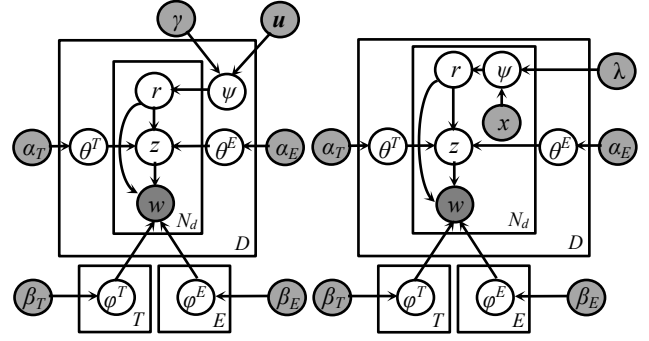 γ u
r ψ r ψ λ
x
α_T θ^T z θ^E α_E α_T θ^T z θ^E α_E
w N_d D w N_d D
β_T φ^T T φ^E E β_E β_T φ^T T φ^E E β_E